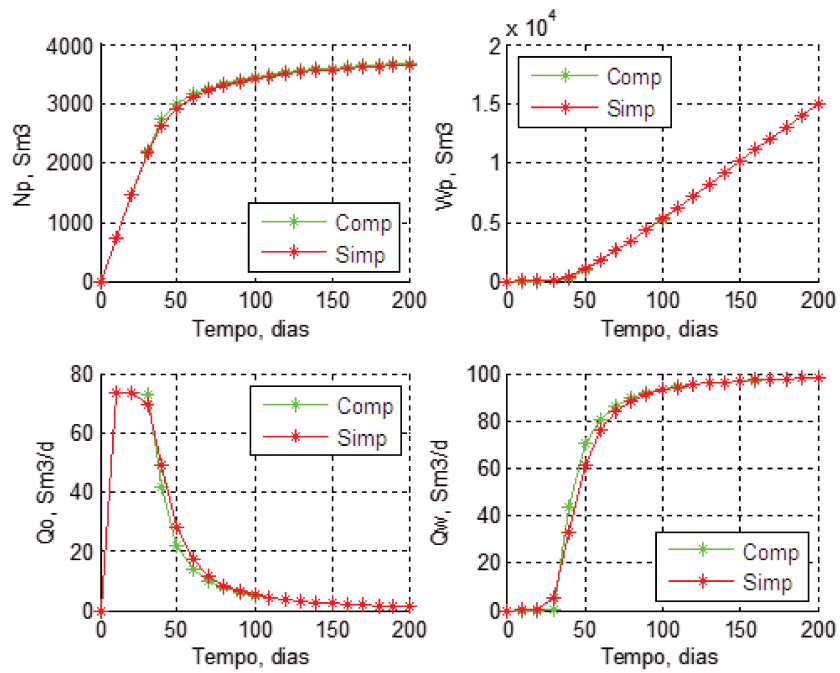 4000
3000
2000
1000
0
Np, Sm3
Comp
Simp
0 50 100 150 200
Tempo, dias
x 10^4
2
1.5
1
0.5
0
Wp, Sm3
Comp
Simp
0 50 100 150 200
Tempo, dias
80
60
40
20
0
Qo, Sm3/d
Comp
Simp
0 50 100 150 200
Tempo, dias
100
80
60
40
20
0
Qw, Sm3/d
Comp
Simp
0 50 100 150 200
Tempo, dias